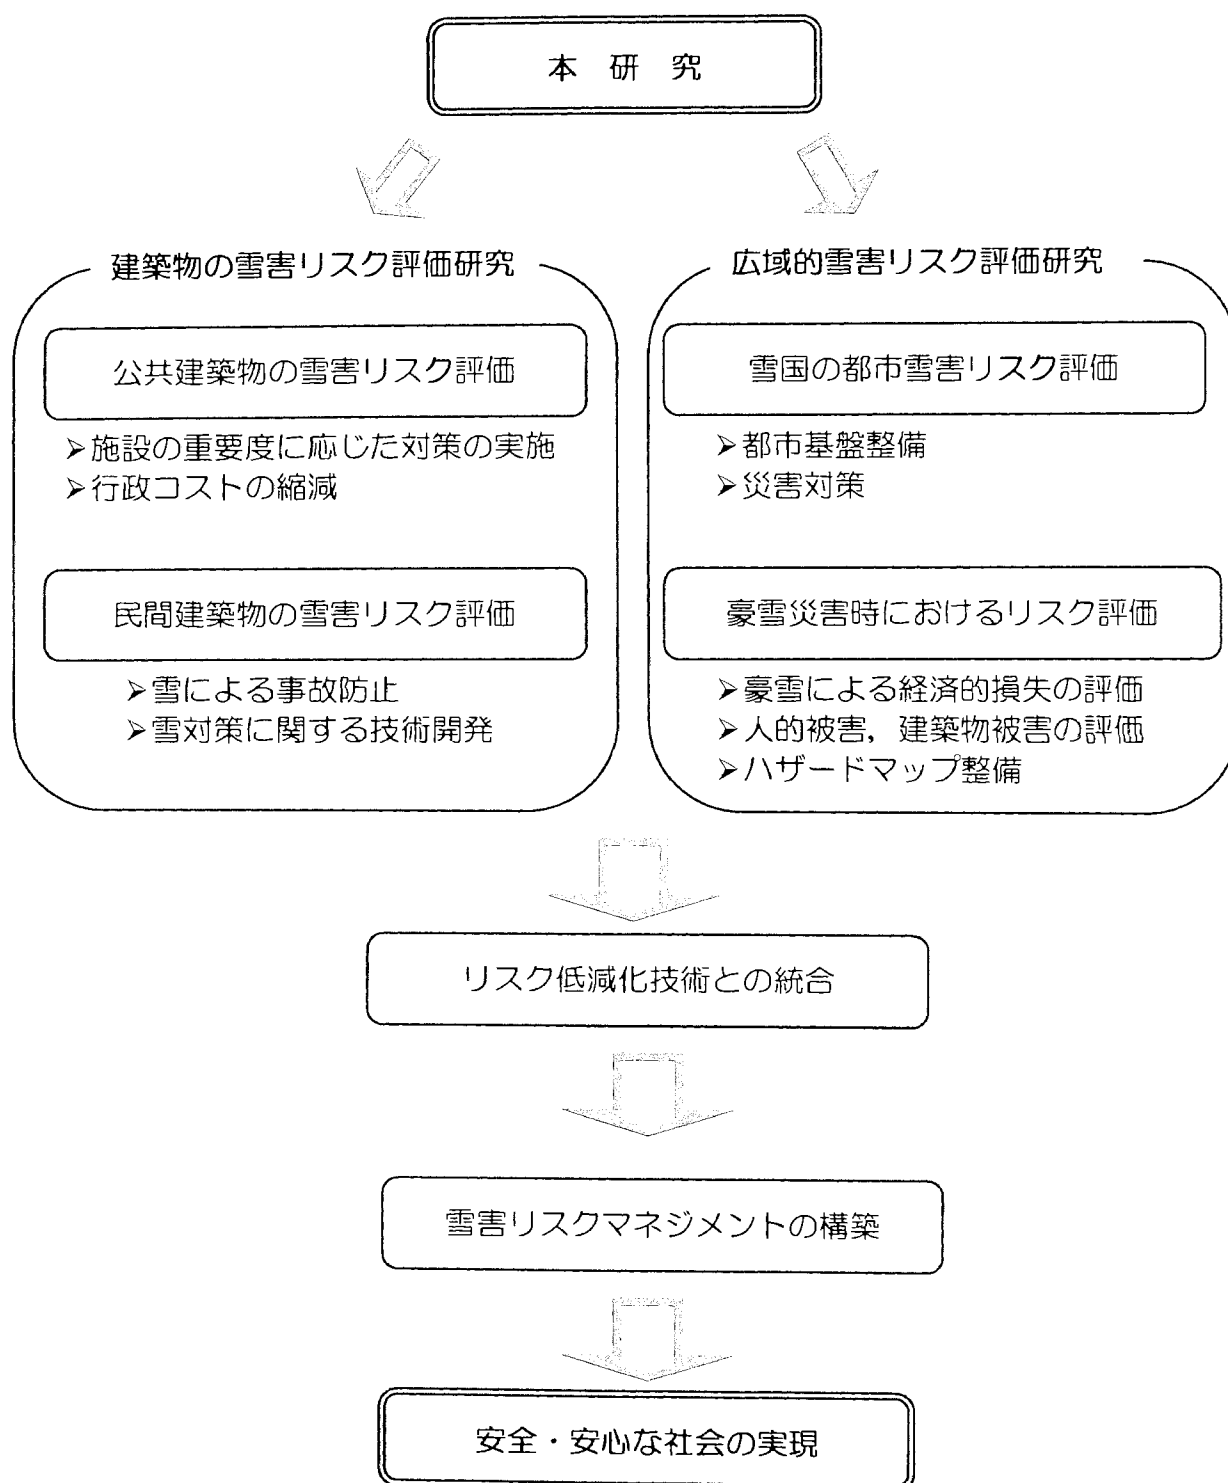 本 研 究
建築物の雪害リスク評価研究
公共建築物の雪害リスク評価
➤施設の重要度に応じた対策の実施
➤行政コストの縮減
民間建築物の雪害リスク評価
➤雪による事故防止
➤雪対策に関する技術開発
広域的雪害リスク評価研究
雪国の都市雪害リスク評価
➤都市基盤整備
➤災害対策
豪雪災害時におけるリスク評価
➤豪雪による経済的損失の評価
➤人的被害，建築物被害の評価
➤ハザードマップ整備
リスク低減化技術との統合
雪害リスクマネジメントの構築
安全・安心な社会の実現